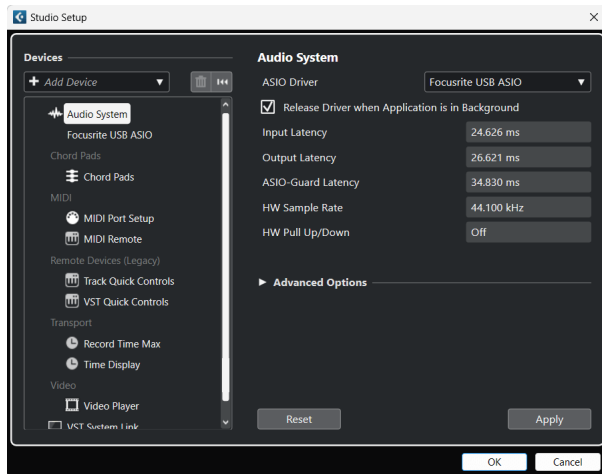 Studio Setup
Devices
Add Device
Audio System
Focusrite USB ASIO
Chord Pads
Chord Pads
MIDI
MIDI Port Setup
MIDI Remote
Remote Devices (Legacy)
Track Quick Controls
VST Quick Controls
Transport
Record Time Max
Time Display
Video
Video Player
VST System Link
Audio System
ASIO Driver Focusrite USB ASIO
Release Driver when Application is in Background
Input Latency 24.626 ms
Output Latency 26.621 ms
ASIO-Guard Latency 34.830 ms
HW Sample Rate 44.100 kHz
HW Pull Up/Down Off
Advanced Options
Reset Apply
OK Cancel